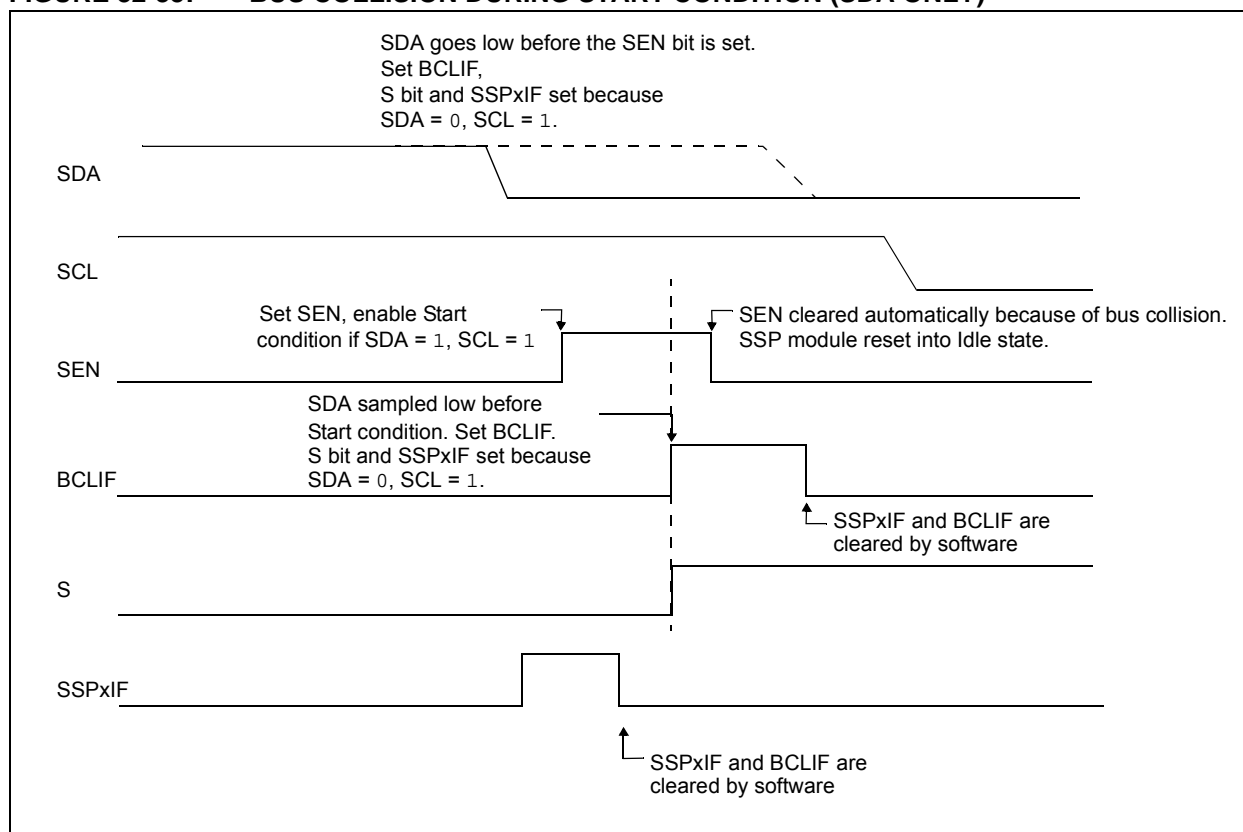 SDA goes low before the SEN bit is set.
Set BCLIF,
S bit and SSPxIF set because
SDA = 0, SCL = 1.
SDA
SCL
Set SEN, enable Start
condition if SDA = 1, SCL = 1
SEN cleared automatically because of bus collision.
SSP module reset into Idle state.
SEN
SDA sampled low before
Start condition. Set BCLIF.
S bit and SSPxIF set because
SDA = 0, SCL = 1.
BCLIF
SSPxIF and BCLIF are
cleared by software
S
SSPxIF
SSPxIF and BCLIF are
cleared by software